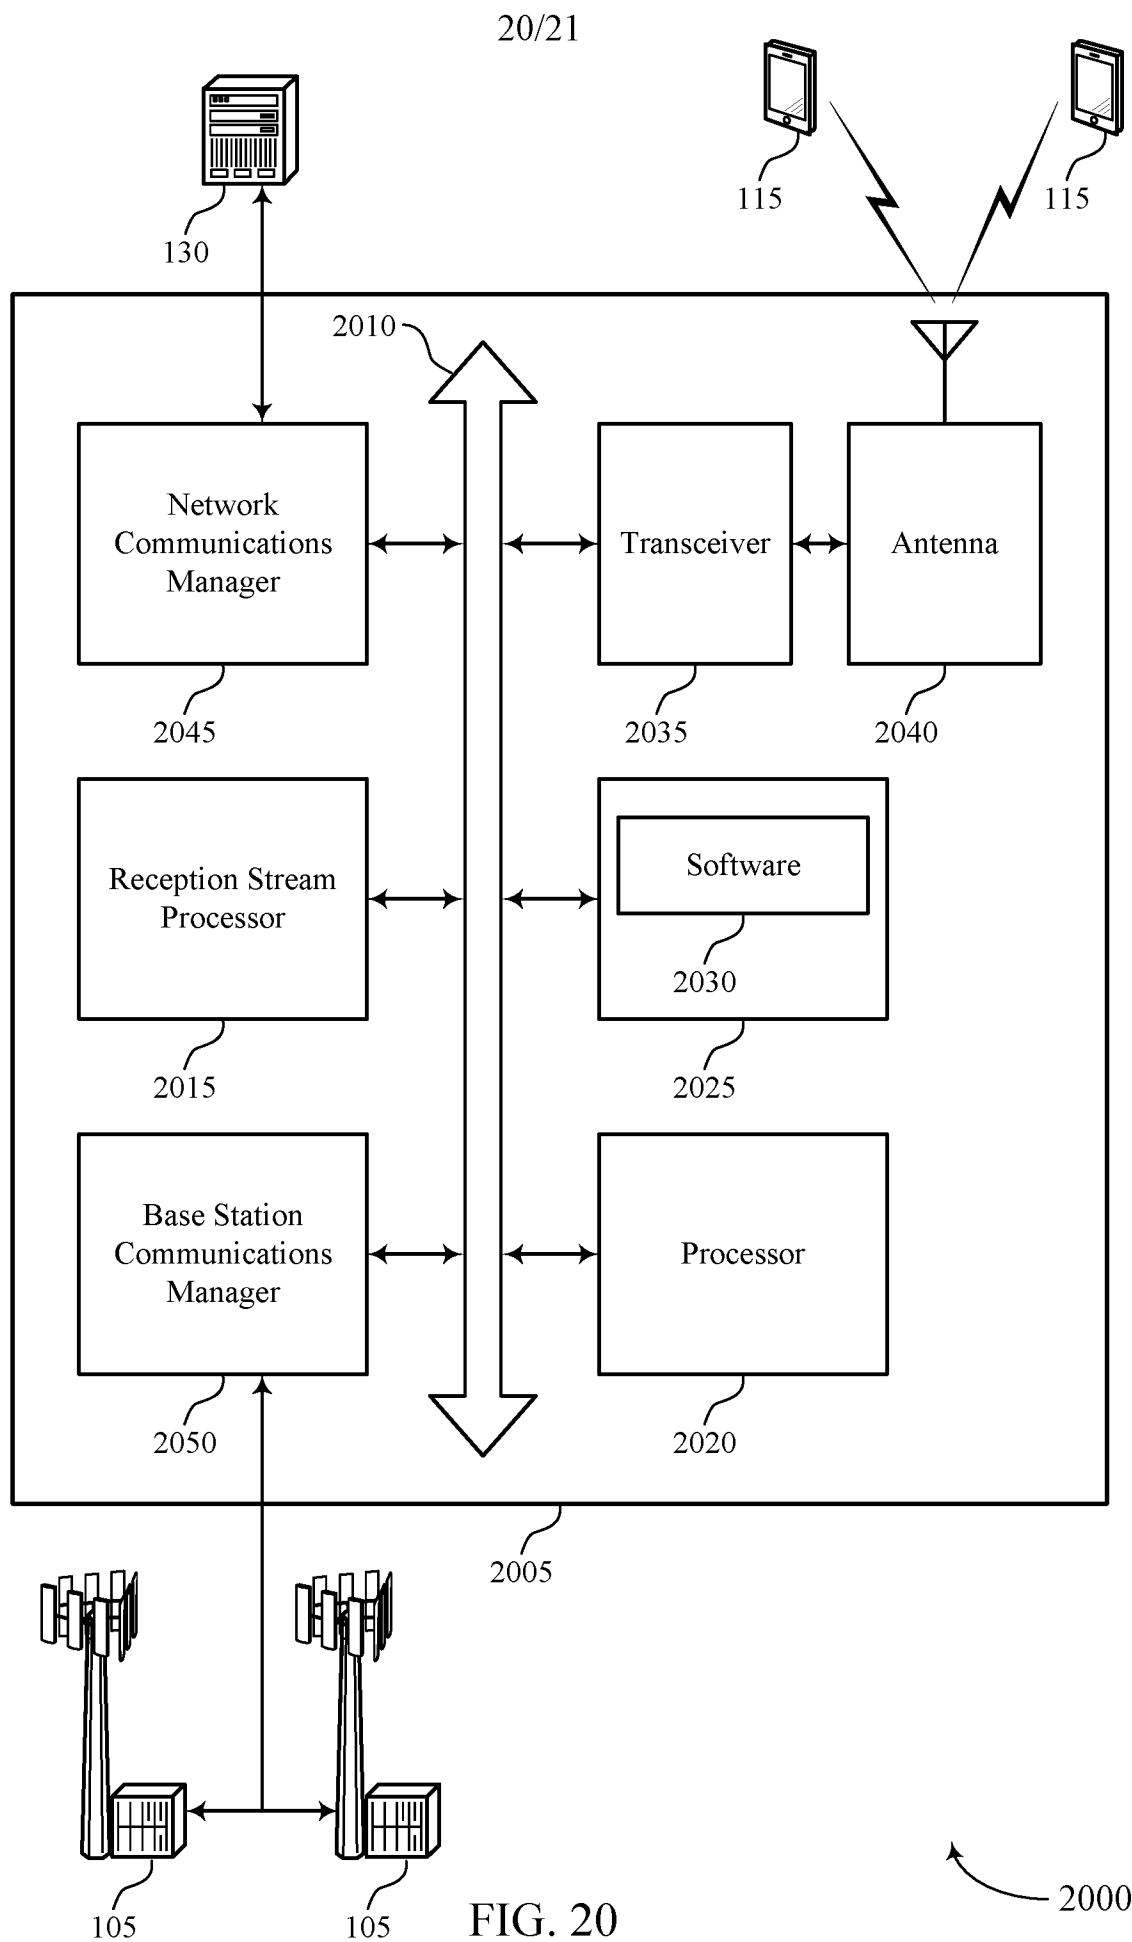 20/21
115
115
130
2010
Network
Communications
Manager
Transceiver
Antenna
2045
2035
2040
Reception Stream
Processor
Software
2030
2015
2025
Base Station
Communications
Manager
Processor
2050
2020
2005
105
105
FIG. 20
2000